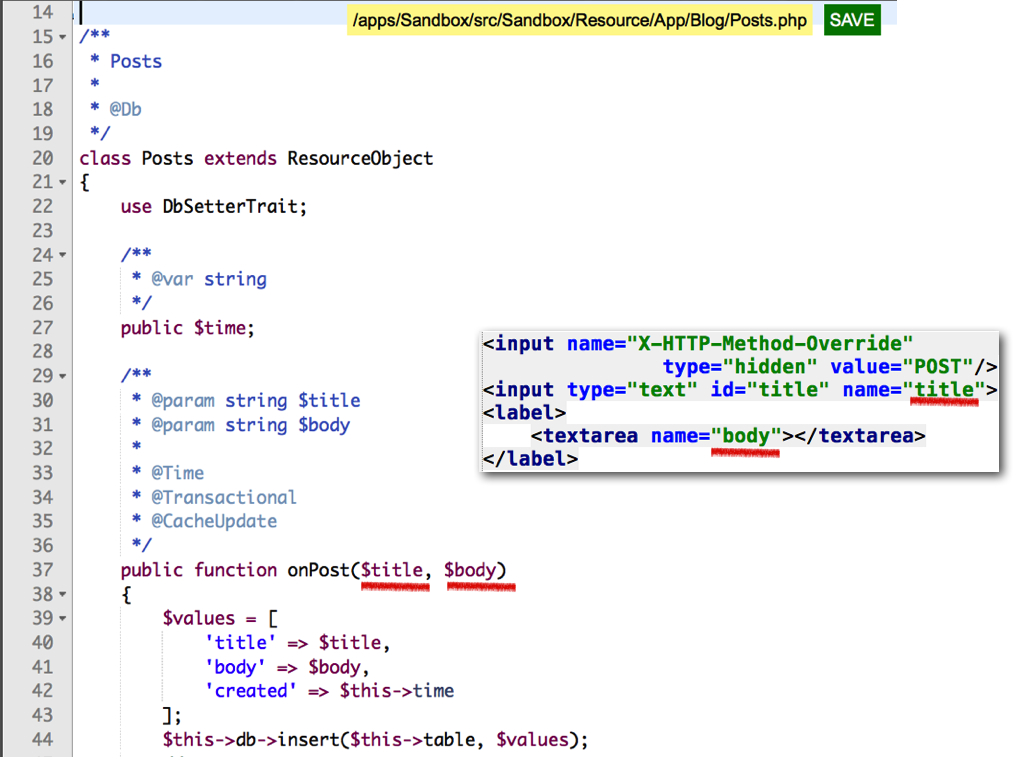 /apps/Sandbox/src/Sandbox/Resource/App/Blog/Posts.php SAVE
14
15 /**
16  * Posts
17  *
18  * @Db
19  */
20 class Posts extends ResourceObject
21 {
22     use DbSetterTrait;
23
24     /**
25      * @var string
26      */
27     public $time;
28
29     /**
30      * @param string $title
31      * @param string $body
32      *
33      * @Time
34      * @Transactional
35      * @CacheUpdate
36      */
37     public function onPost($title, $body)
38     {
39         $values = [
40             'title' => $title,
41             'body' => $body,
42             'created' => $this->time
43         ];
44         $this->db->insert($this->table, $values);
<input name="X-HTTP-Method-Override"
type="hidden" value="POST"/>
<input type="text" id="title" name="title">
<label>
<textarea name="body"></textarea>
</label>